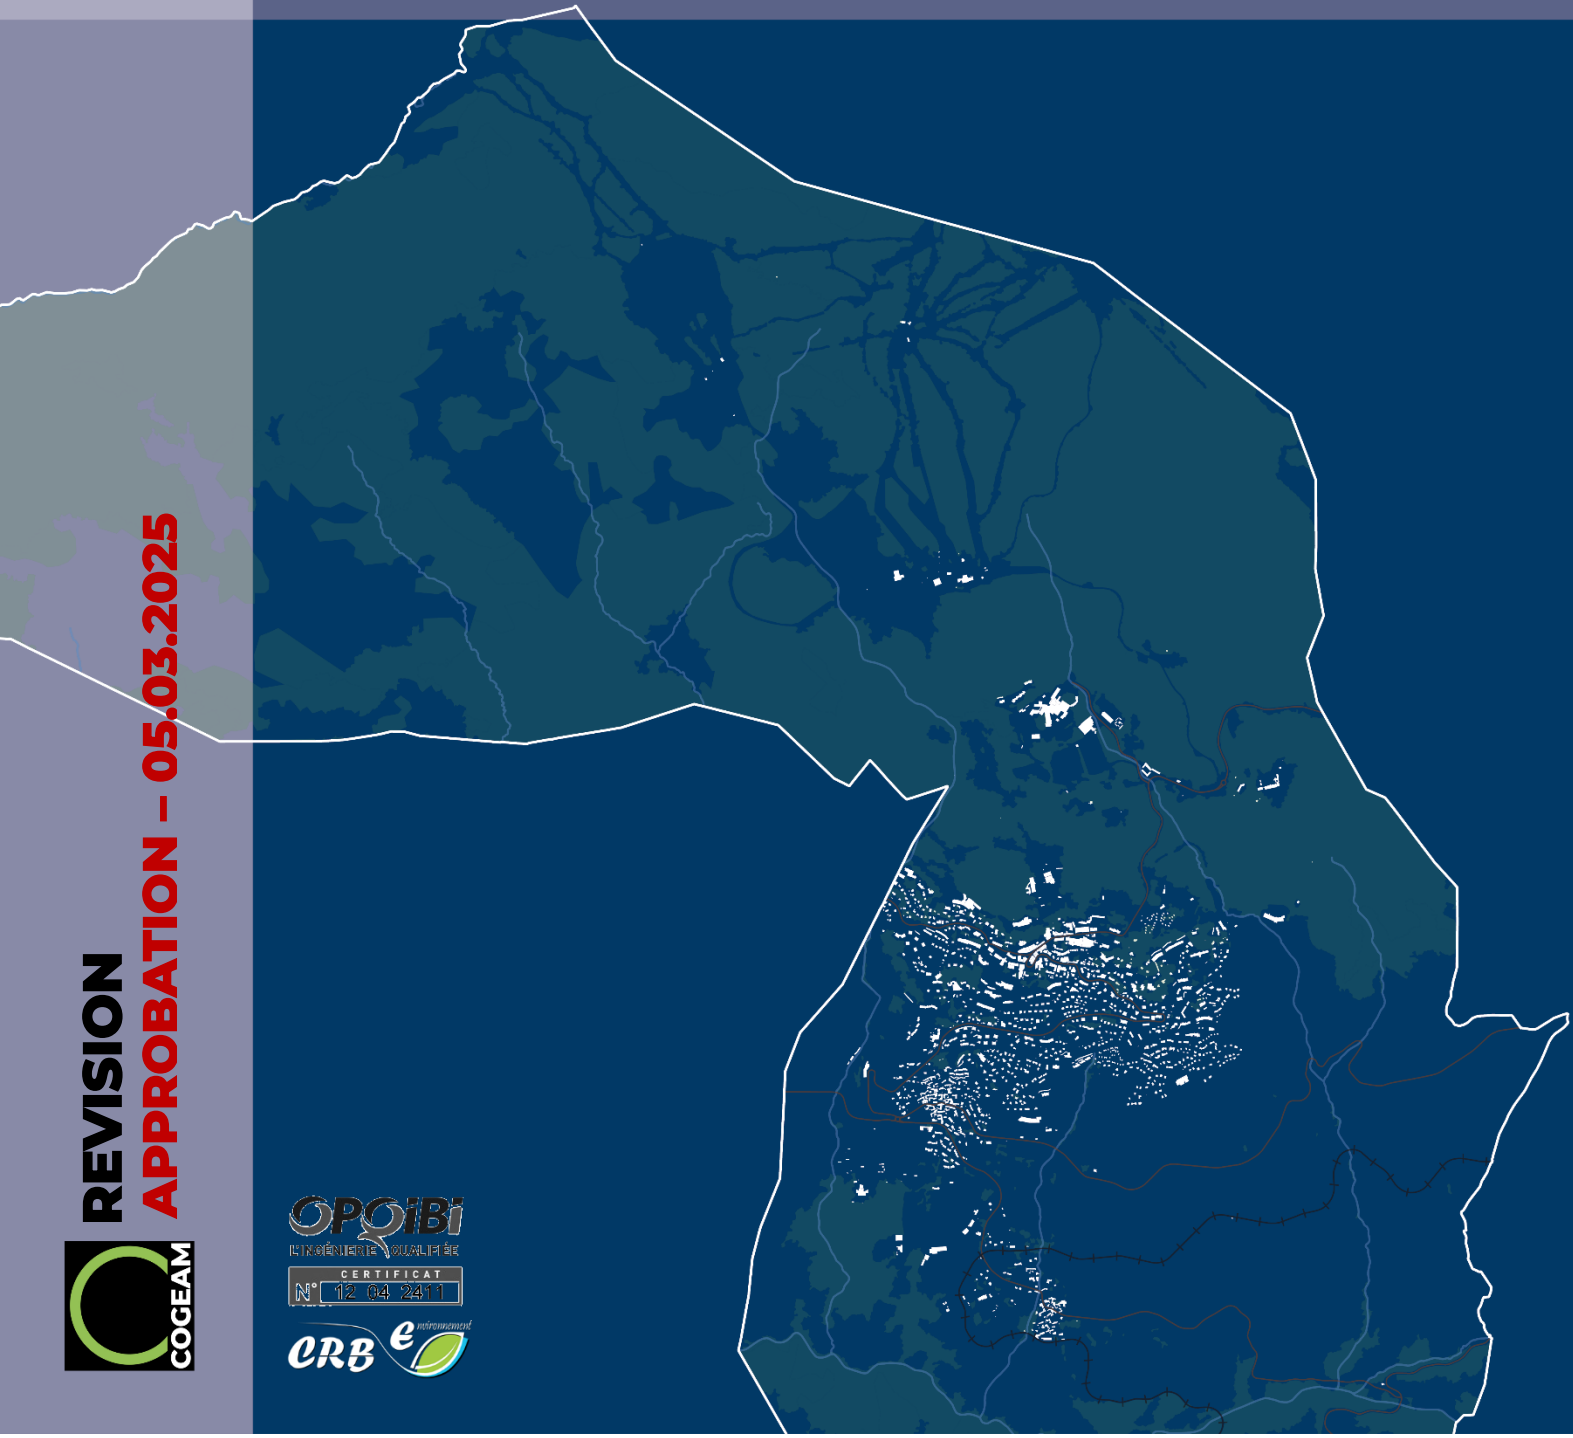 REVISION
APPROBATION – 05.03.2025
COGEAM
OPQiBi
L'INGÉNIERIE QUALIFIÉE
CERTIFICAT
N° 12 04 2411
CRB Environnement